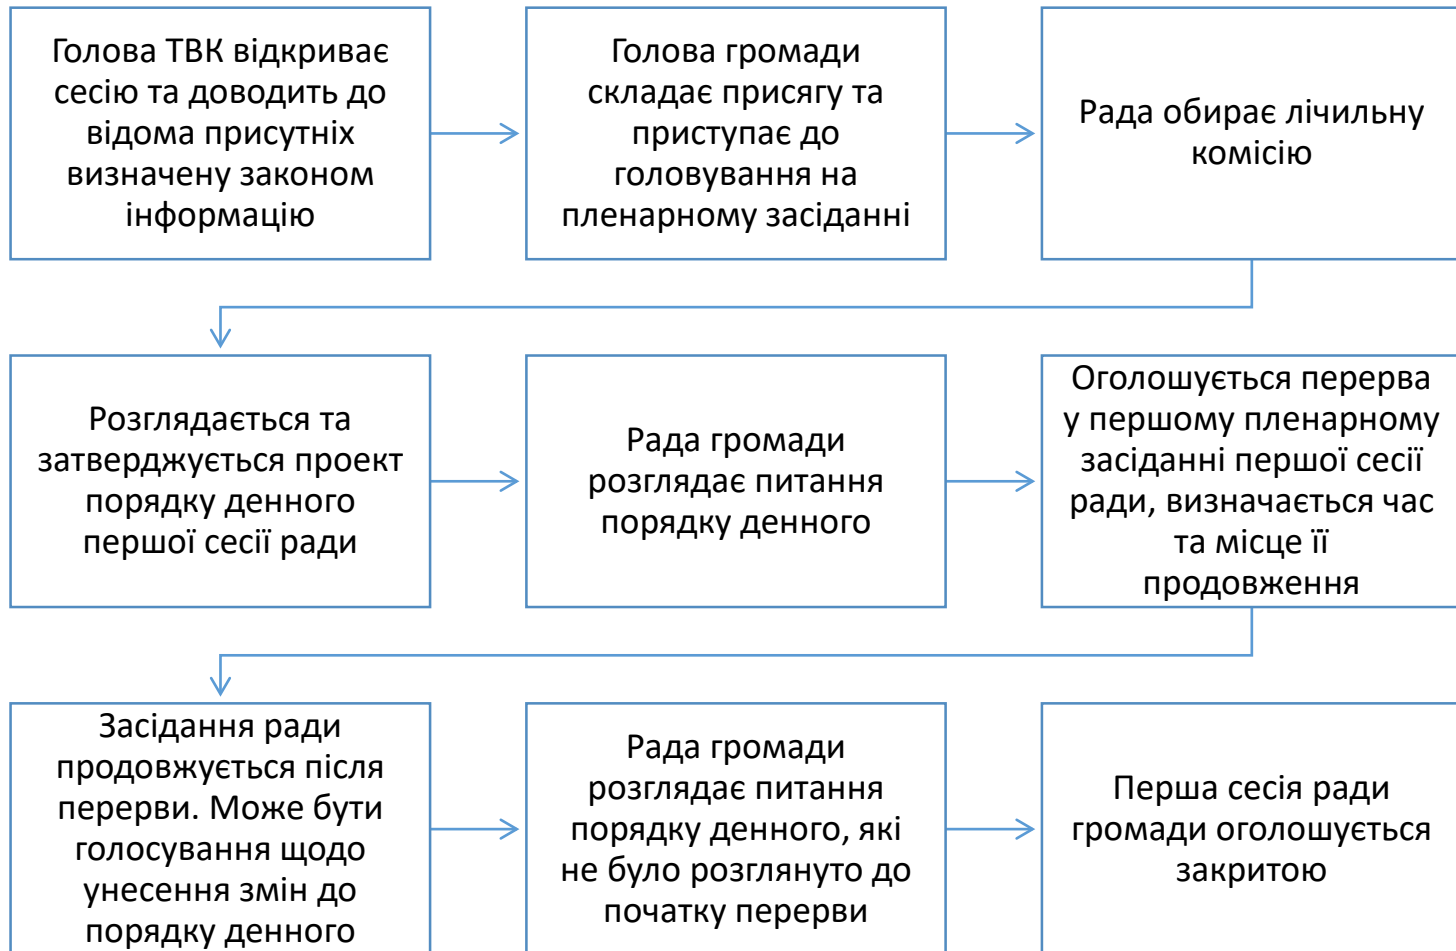 Голова ТВК відкриває
сесію та доводить до
відома присутніх
визначену законом
інформацію
Голова громади
складає присягу та
приступає до
головування на
пленарному засіданні
Рада обирає лічильну
комісію
Розглядається та
затверджується проект
порядку денного
першої сесії ради
Рада громади
розглядає питання
порядку денного
Оголошується перерва
у першому пленарному
засіданні першої сесії
ради, визначається час
та місце її
продовження
Засідання ради
продовжується після
перерви. Може бути
голосування щодо
унесення змін до
порядку денного
Рада громади
розглядає питання
порядку денного, які
не було розглянуто до
початку перерви
Перша сесія ради
громади оголошується
закритою